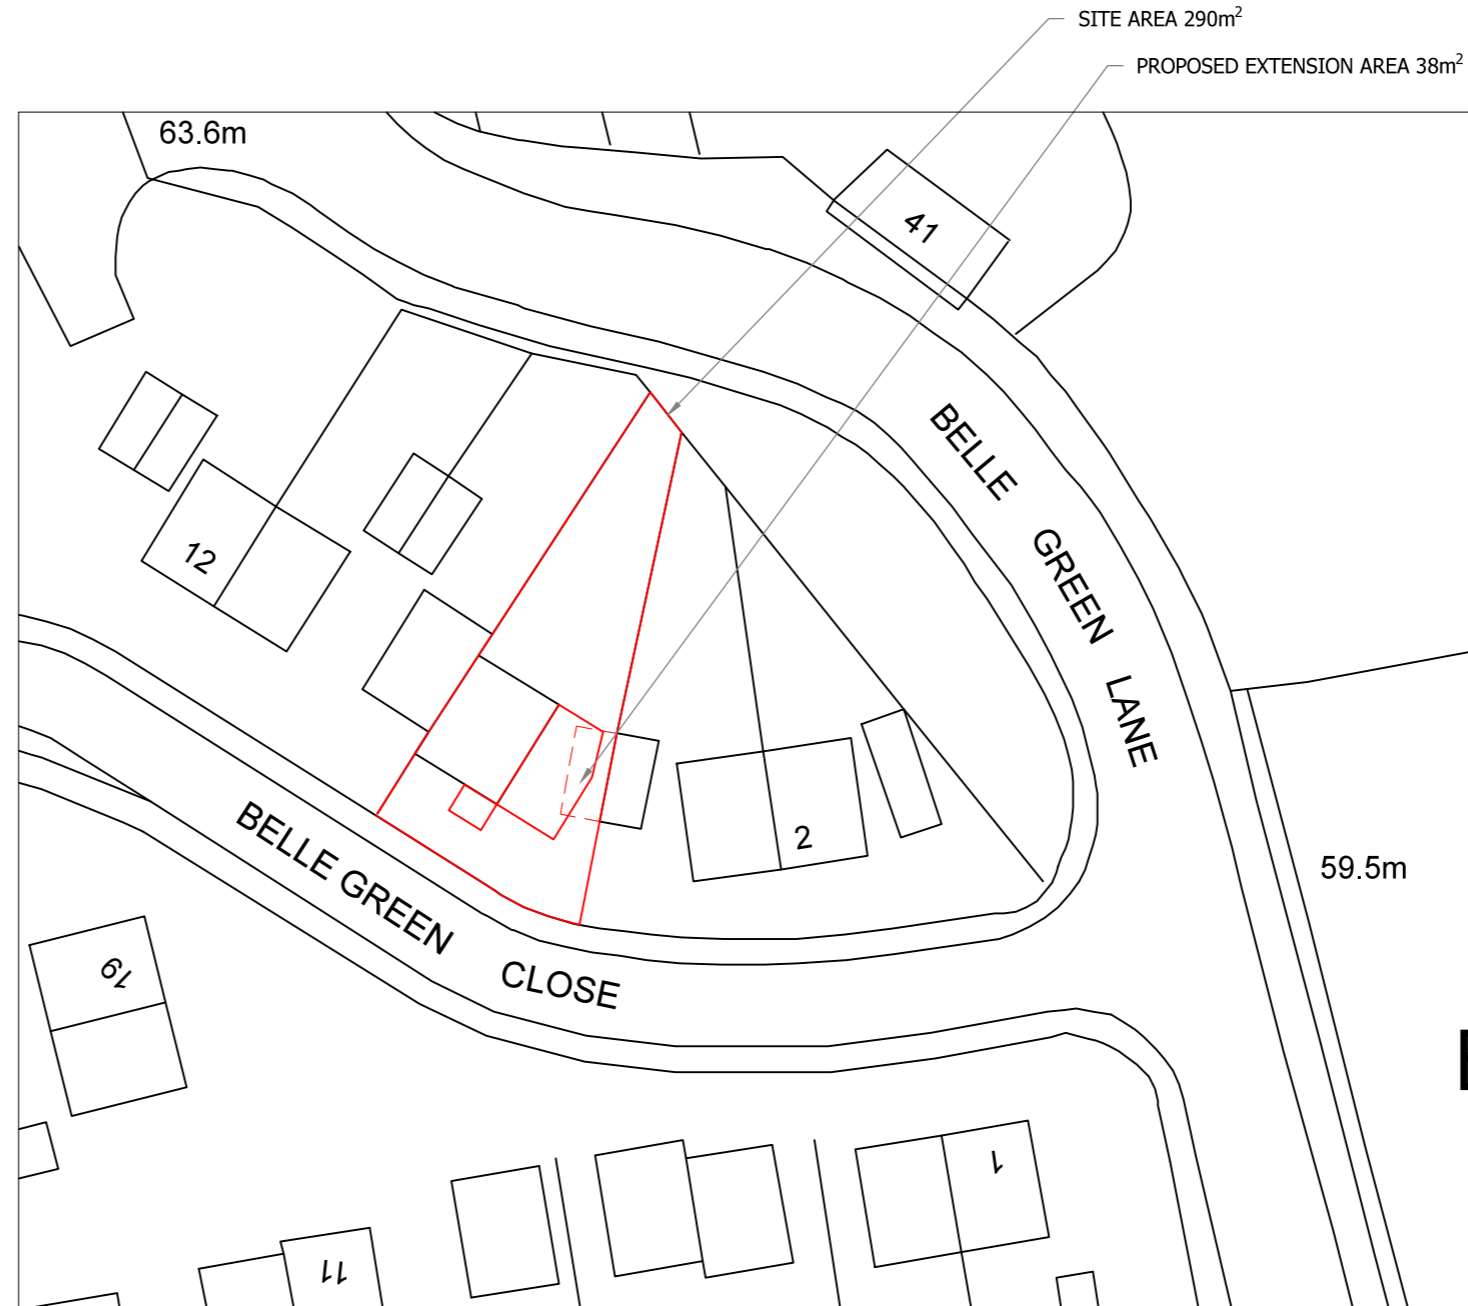 SITE AREA 290m²
PROPOSED EXTENSION AREA 38m²
63.6m
41
BELLE GREEN LANE
12
2
59.5m
BELLE GREEN CLOSE
19
1
11